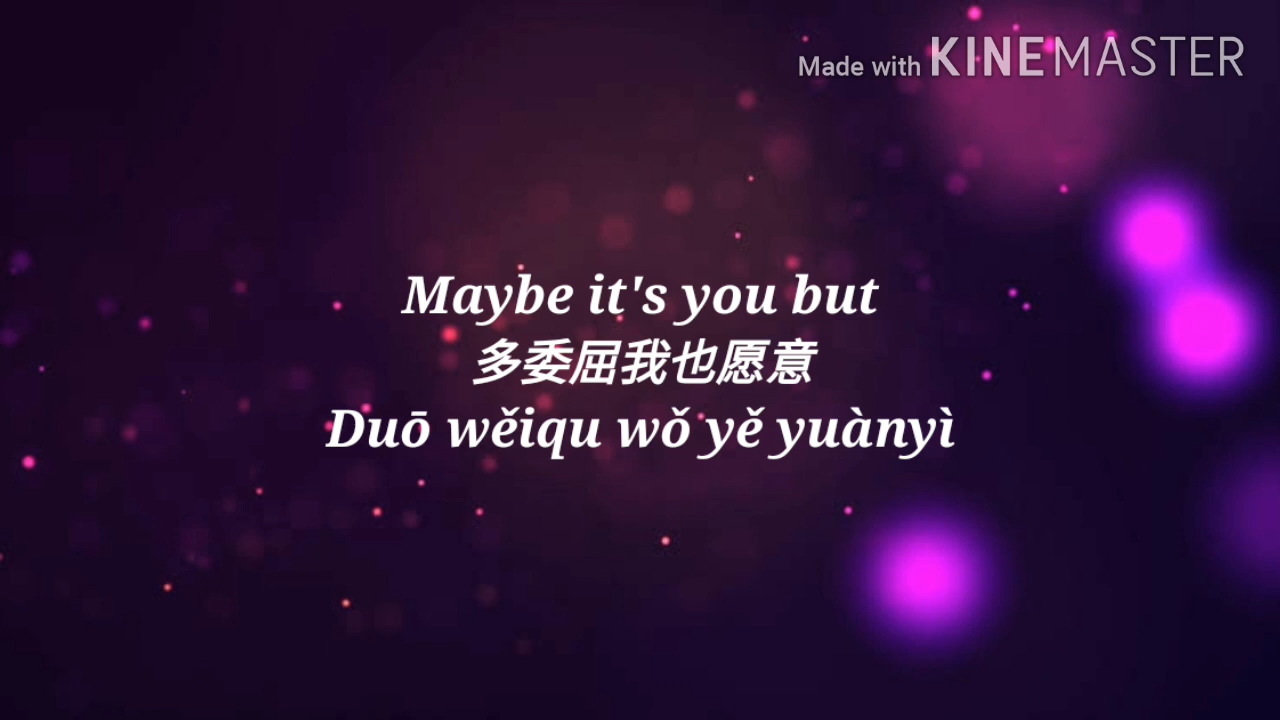 Made with KINEMASTER
Maybe it's you but
多委屈我也愿意
Duō wěiqu wǒ yě yuànyì